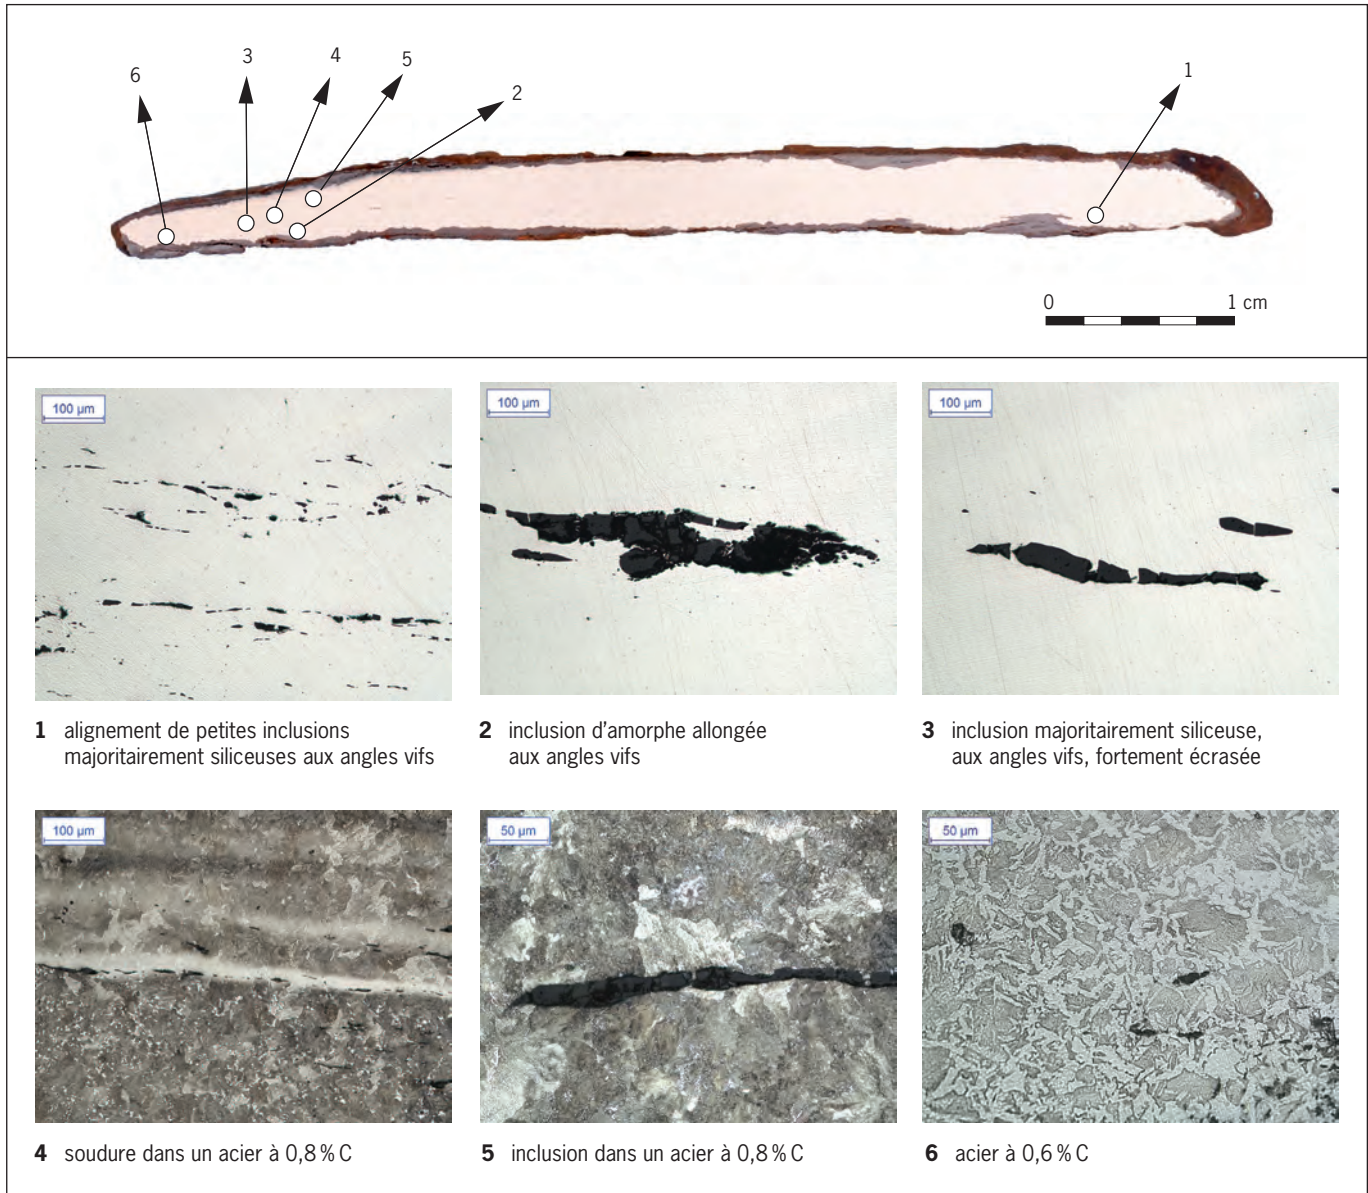 6
3
4
5
2
1
0
1 cm
100 µm
100 µm
100 µm
1 alignement de petites inclusions
majoritairement siliceuses aux angles vifs
2 inclusion d'amorphe allongée
aux angles vifs
3 inclusion majoritairement siliceuse,
aux angles vifs, fortement écrasée
100 µm
50 µm
50 µm
4 soudure dans un acier à 0,8 % C
5 inclusion dans un acier à 0,8 % C
6 acier à 0,6 % C